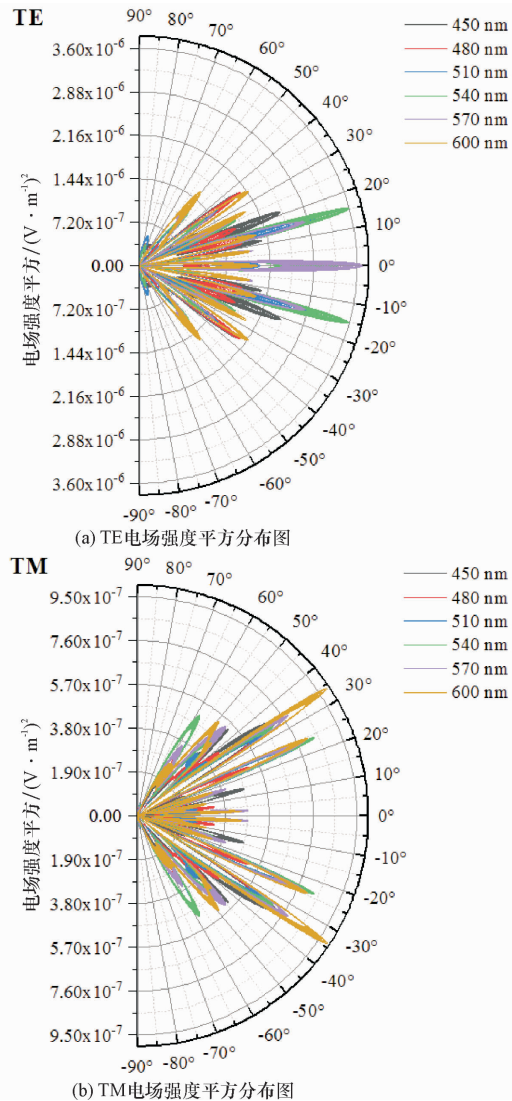 TE
90°
80°
70°
60°
50°
40°
30°
20°
10°
0°
-10°
-20°
-30°
-40°
-50°
-60°
-70°
-80°
-90°
3.60x10⁻⁶
2.88x10⁻⁶
2.16x10⁻⁶
1.44x10⁻⁶
7.20x10⁻⁷
0.00
7.20x10⁻⁷
1.44x10⁻⁶
2.16x10⁻⁶
2.88x10⁻⁶
3.60x10⁻⁶
电场强度平方/(V·m⁻¹)²
450 nm
480 nm
510 nm
540 nm
570 nm
600 nm
(a) TE电场强度平方分布图
TM
90°
80°
70°
60°
50°
40°
30°
20°
10°
0°
-10°
-20°
-30°
-40°
-50°
-60°
-70°
-80°
-90°
9.50x10⁻⁷
7.60x10⁻⁷
5.70x10⁻⁷
3.80x10⁻⁷
1.90x10⁻⁷
0.00
1.90x10⁻⁷
3.80x10⁻⁷
5.70x10⁻⁷
7.60x10⁻⁷
9.50x10⁻⁷
电场强度平方/(V·m⁻¹)²
450 nm
480 nm
510 nm
540 nm
570 nm
600 nm
(b) TM电场强度平方分布图